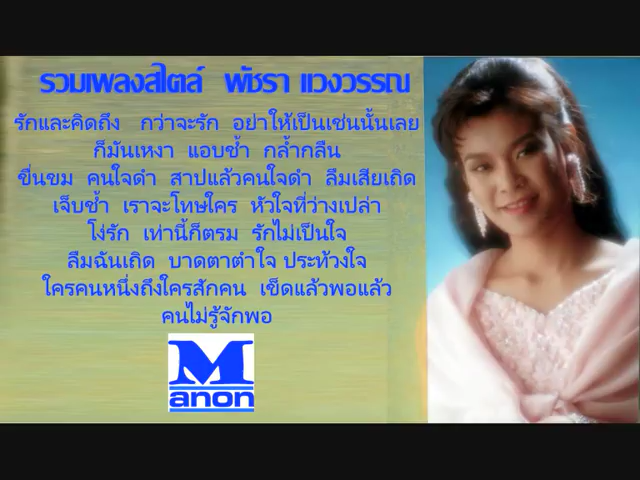 รวมเพลงสไตล์ พัชรา แวงวรรณ
รักและคิดถึง กว่าจะรัก อย่าให้เป็นเช่นนั้นเลย
ก็มันเหงา แอบช้ำ กล้ำกลืน
ขื่นขม คนใจดำ สาปแล้วคนใจดำ ลืมเสียเถิด
เจ็บช้ำ เราจะโทษใคร หัวใจที่ว่างเปล่า
โง่รัก เท่านี้ก็ตรม รักไม่เป็นใจ
ลืมฉันเถิด บาดตาตำใจ ประท้วงใจ
ใครคนหนึ่งถึงใครสักคน เข็ดแล้วพอแล้ว
คนไม่รู้จักพอ
M
anon